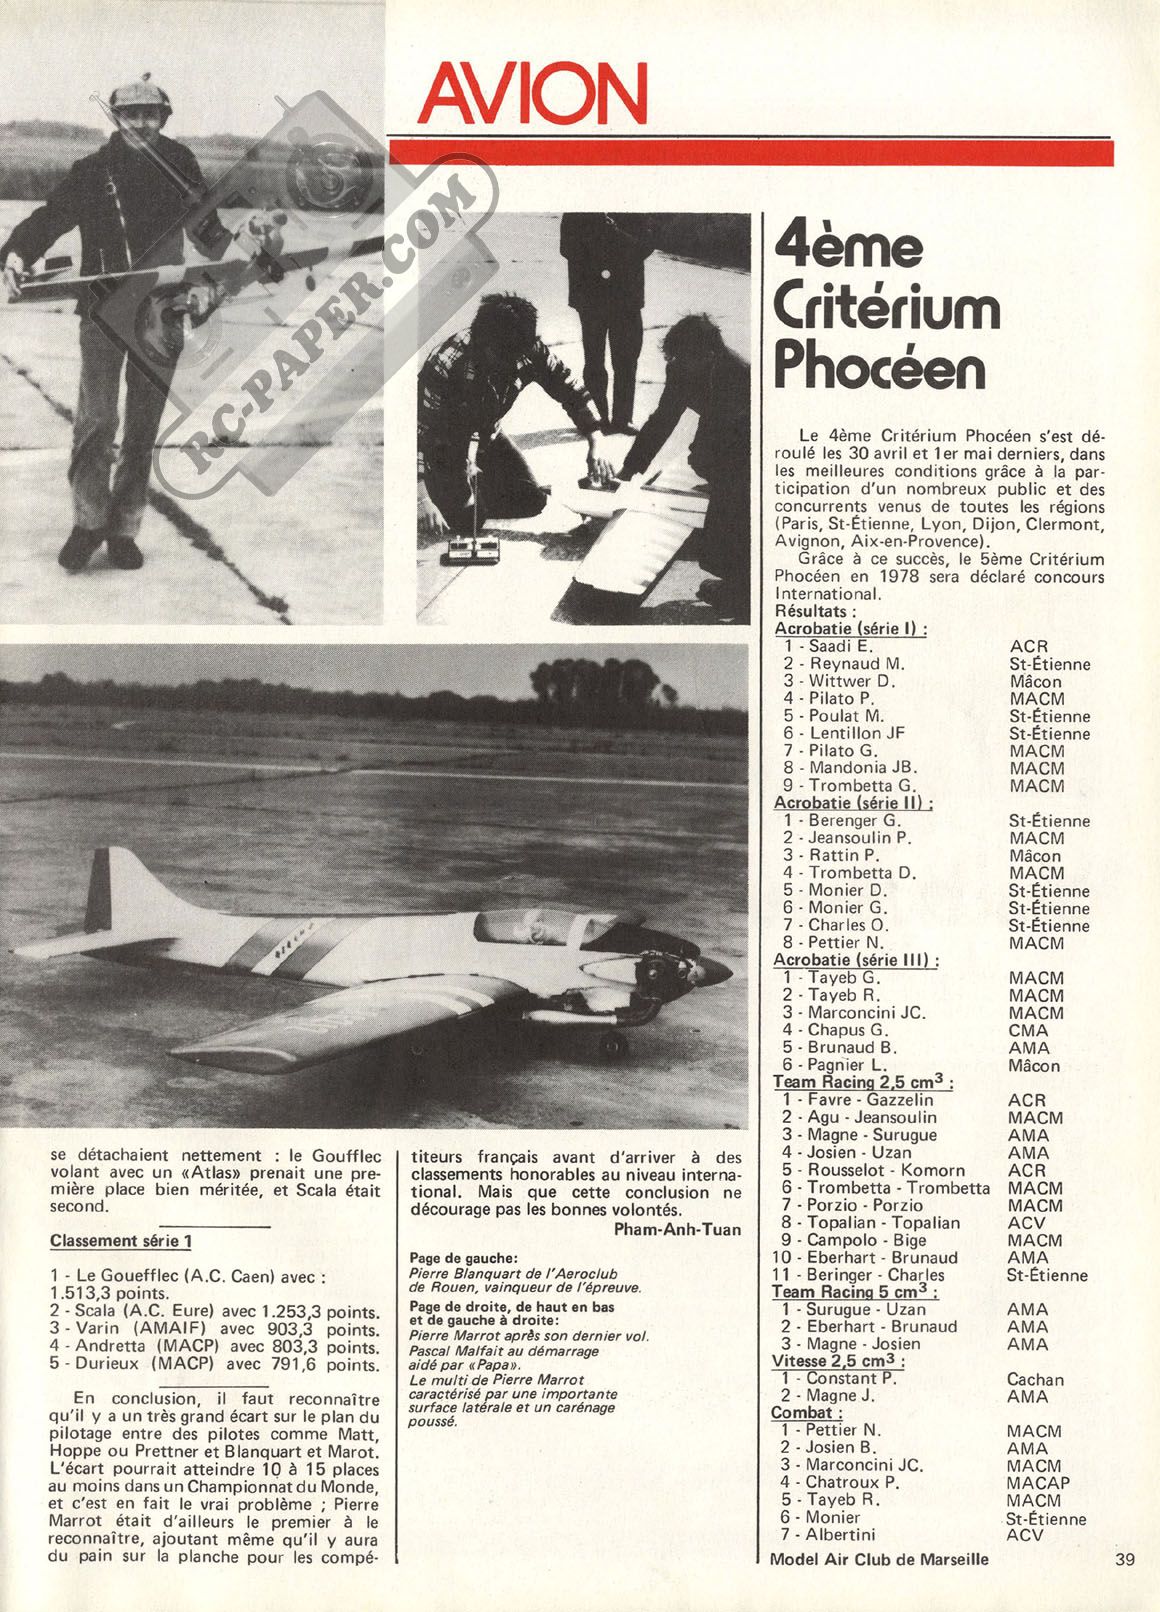 AVION
RC-PAPER.COM
4ème
Critérium
Phocéen
Le 4ème Critérium Phocéen s'est dé-
roulé les 30 avril et 1er mai derniers, dans
les meilleures conditions grâce à la par-
ticipation d'un nombreux public et des
concurrents venus de toutes les régions
(Paris, St-Étienne, Lyon, Dijon, Clermont,
Avignon, Aix-en-Provence).
Grâce à ce succès, le 5ème Critérium
Phocéen en 1978 sera déclaré concours
International.
Résultats :
Acrobatie (série I) :
1 - Saadi E. ACR
2 - Reynaud M. St-Étienne
3 - Wittwer D. Mâcon
4 - Pilato P. MACM
5 - Poulat M. St-Étienne
6 - Lentillon JF St-Étienne
7 - Pilato G. MACM
8 - Mandonia JB. MACM
9 - Trombetta G. MACM
Acrobatie (série II) :
1 - Berenger G. St-Étienne
2 - Jeansoulin P. MACM
3 - Rattin P. Mâcon
4 - Trombetta D. MACM
5 - Monier D. St-Étienne
6 - Monier G. St-Étienne
7 - Charles O. St-Étienne
8 - Pettier N. MACM
Acrobatie (série III) :
1 - Tayeb G. MACM
2 - Tayeb R. MACM
3 - Marconcini JC. MACM
4 - Chapus G. CMA
5 - Brunaud B. AMA
6 - Pagnier L. Mâcon
Team Racing 2,5 cm3 :
1 - Favre - Gazzelin ACR
2 - Agu - Jeansoulin MACM
3 - Magne - Surugue AMA
4 - Josien - Uzan AMA
5 - Rousselot - Komorn ACR
6 - Trombetta - Trombetta MACM
7 - Porzio - Porzio MACM
8 - Topalian - Topalian ACV
9 - Campolo - Bige MACM
10 - Eberhart - Brunaud AMA
11 - Beringer - Charles St-Étienne
Team Racing 5 cm3 :
1 - Surugue - Uzan AMA
2 - Eberhart - Brunaud AMA
3 - Magne - Josien AMA
Vitesse 2,5 cm3 :
1 - Constant P. Cachan
2 - Magne J. AMA
Combat :
1 - Pettier N. MACM
2 - Josien B. AMA
3 - Marconcini JC. MACM
4 - Chatroux P. MACAP
5 - Tayeb R. MACM
6 - Monier St-Étienne
7 - Albertini ACV
Model Air Club de Marseille
se détachaient nettement : le Goufflec
volant avec un «Atlas» prenait une pre-
mière place bien méritée, et Scala était
second.
Classement série 1
1 - Le Gouefflec (A.C. Caen) avec :
1.513,3 points.
2 - Scala (A.C. Eure) avec 1.253,3 points.
3 - Varin (AMAIF) avec 903,3 points.
4 - Andretta (MACP) avec 803,3 points.
5 - Durieux (MACP) avec 791,6 points.
En conclusion, il faut reconnaître
qu'il y a un très grand écart sur le plan du
pilotage entre des pilotes comme Matt,
Hoppe ou Prettner et Blanquart et Marot.
L'écart pourrait atteindre 10 à 15 places
au moins dans un Championnat du Monde,
et c'est en fait le vrai problème ; Pierre
Marrot était d'ailleurs le premier à le
reconnaître, ajoutant même qu'il y aura
du pain sur la planche pour les compé-
titeurs français avant d'arriver à des
classements honorables au niveau interna-
tional. Mais que cette conclusion ne
décourage pas les bonnes volontés.
Pham-Anh-Tuan
Page de gauche:
Pierre Blanquart de l'Aeroclub
de Rouen, vainqueur de l'épreuve.
Page de droite, de haut en bas
et de gauche à droite:
Pierre Marrot après son dernier vol.
Pascal Malfait au démarrage
aidé par «Papa».
Le multi de Pierre Marrot
caractérisé par une importante
surface latérale et un carénage
poussé.
39